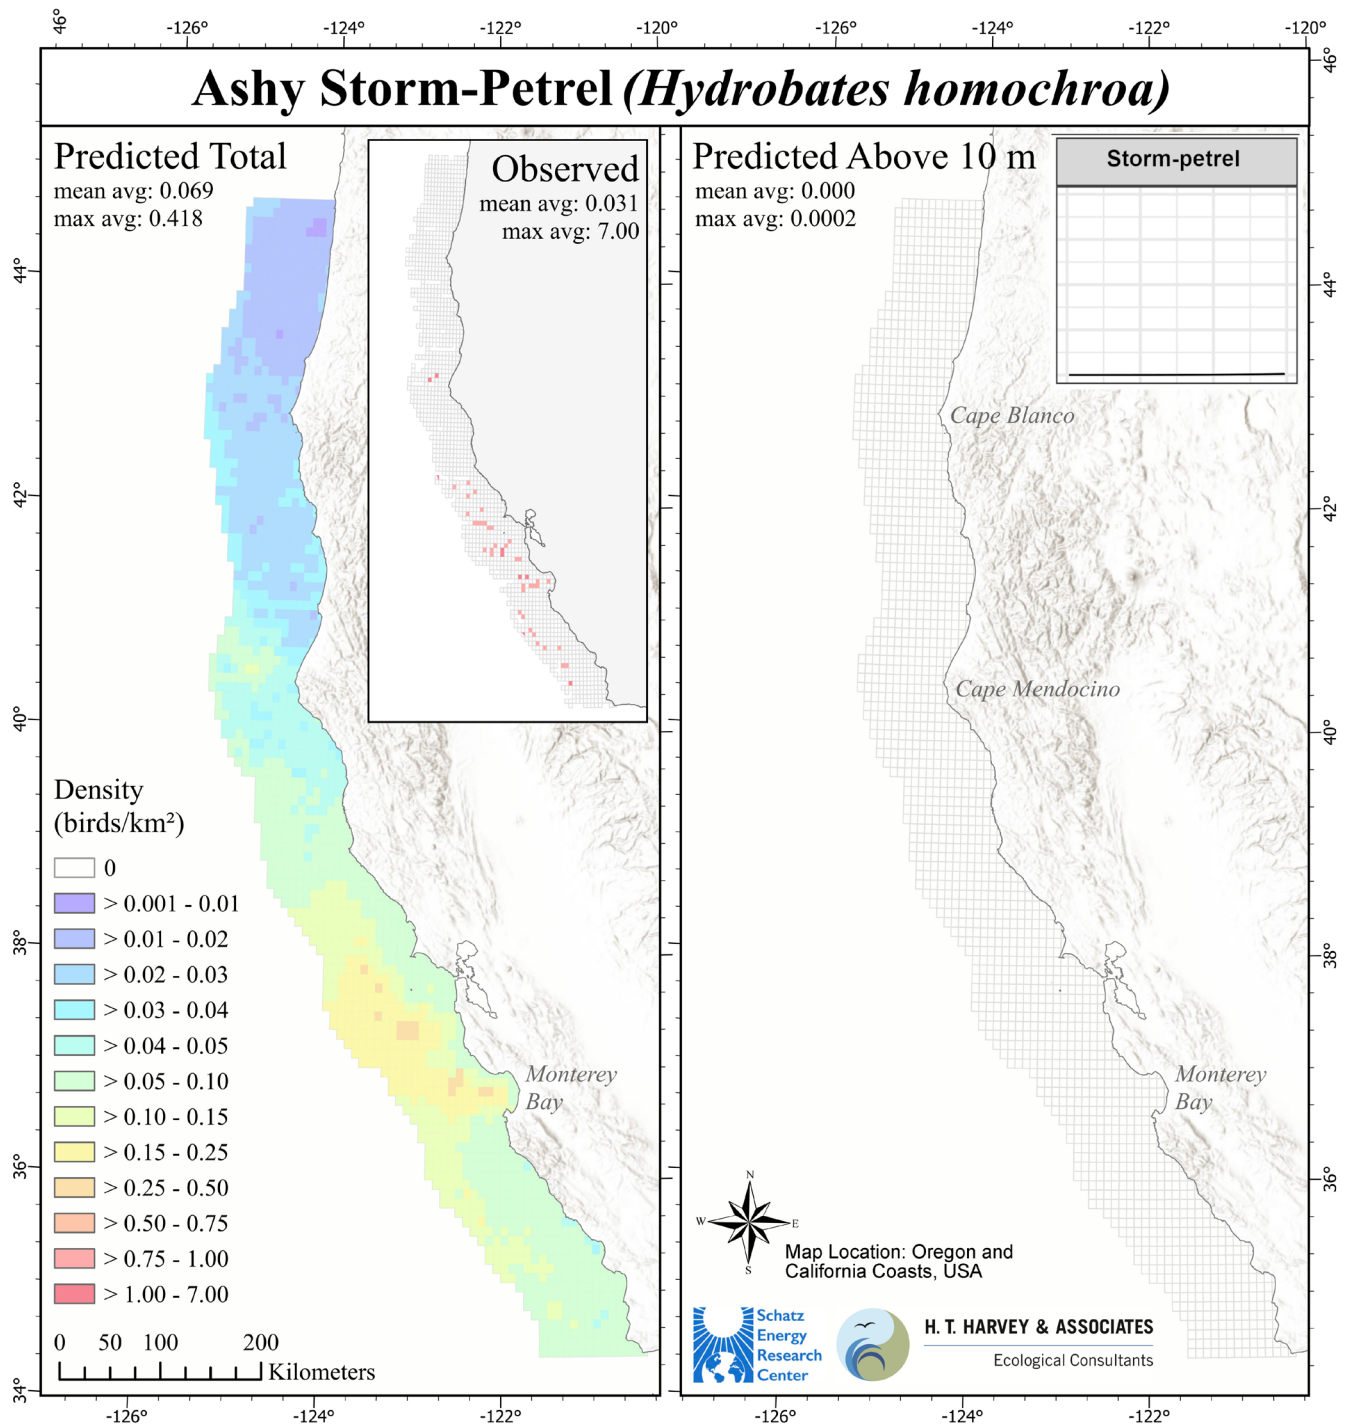 46° -126° -124° -122° -120° -126° -124° -122° -120° 46°
Ashy Storm-Petrel (Hydrobates homochroa)
Predicted Total
mean avg: 0.069
max avg: 0.418
Observed
mean avg: 0.031
max avg: 7.00
Predicted Above 10 m
mean avg: 0.000
max avg: 0.0002
Storm-petrel
44°
44°
Cape Blanco
42°
42°
Cape Mendocino
40°
40°
Density
(birds/km²)
0
> 0.001 - 0.01
> 0.01 - 0.02
> 0.02 - 0.03
> 0.03 - 0.04
> 0.04 - 0.05
> 0.05 - 0.10
> 0.10 - 0.15
> 0.15 - 0.25
> 0.25 - 0.50
> 0.50 - 0.75
> 0.75 - 1.00
> 1.00 - 7.00
38°
38°
Monterey
Bay
Monterey
Bay
36°
36°
N
W E
S
Map Location: Oregon and
California Coasts, USA
0 50 100 200
Kilometers
Schatz
Energy
Research
Center
H. T. HARVEY & ASSOCIATES
Ecological Consultants
34°
-126° -124° -122° -126° -124° -122° -120°